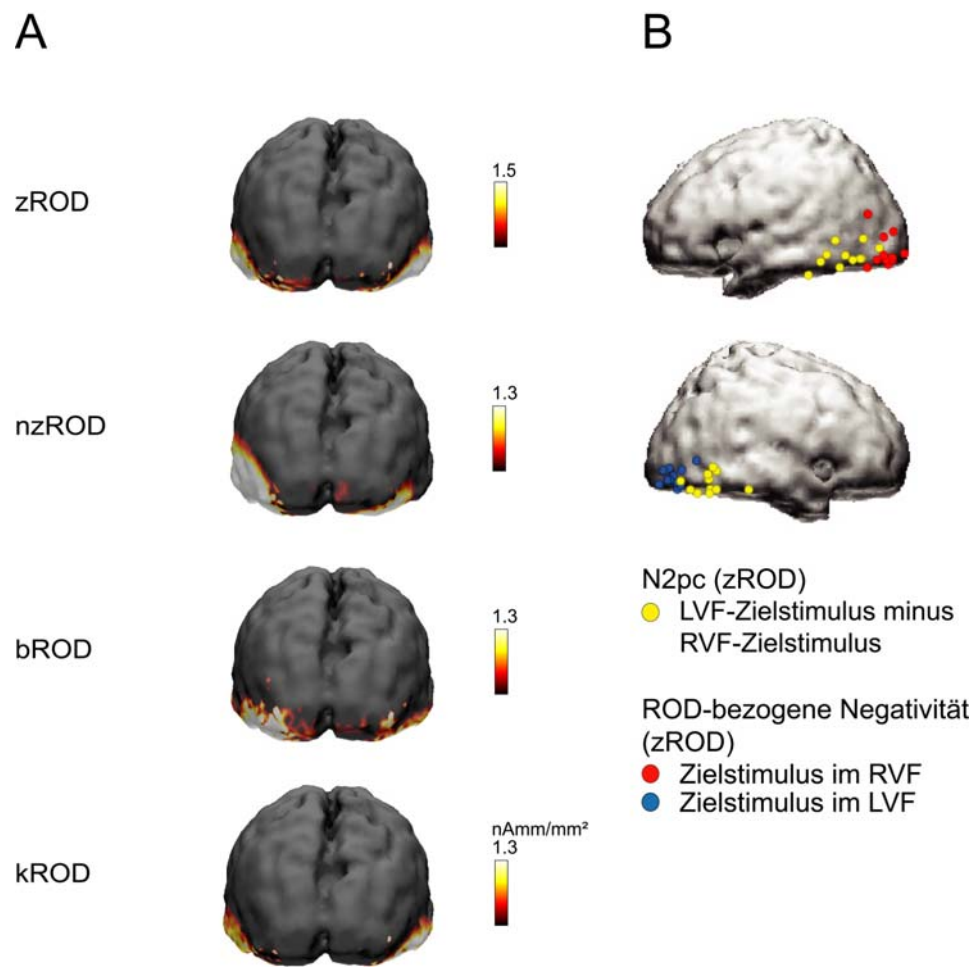 A
B
zROD
1.5
nzROD
1.3
bROD
1.3
kROD
nAmm/mm²
1.3
N2pc (zROD)
LVF-Zielstimulus minus
RVF-Zielstimulus
ROD-bezogene Negativität
(zROD)
Zielstimulus im RVF
Zielstimulus im LVF